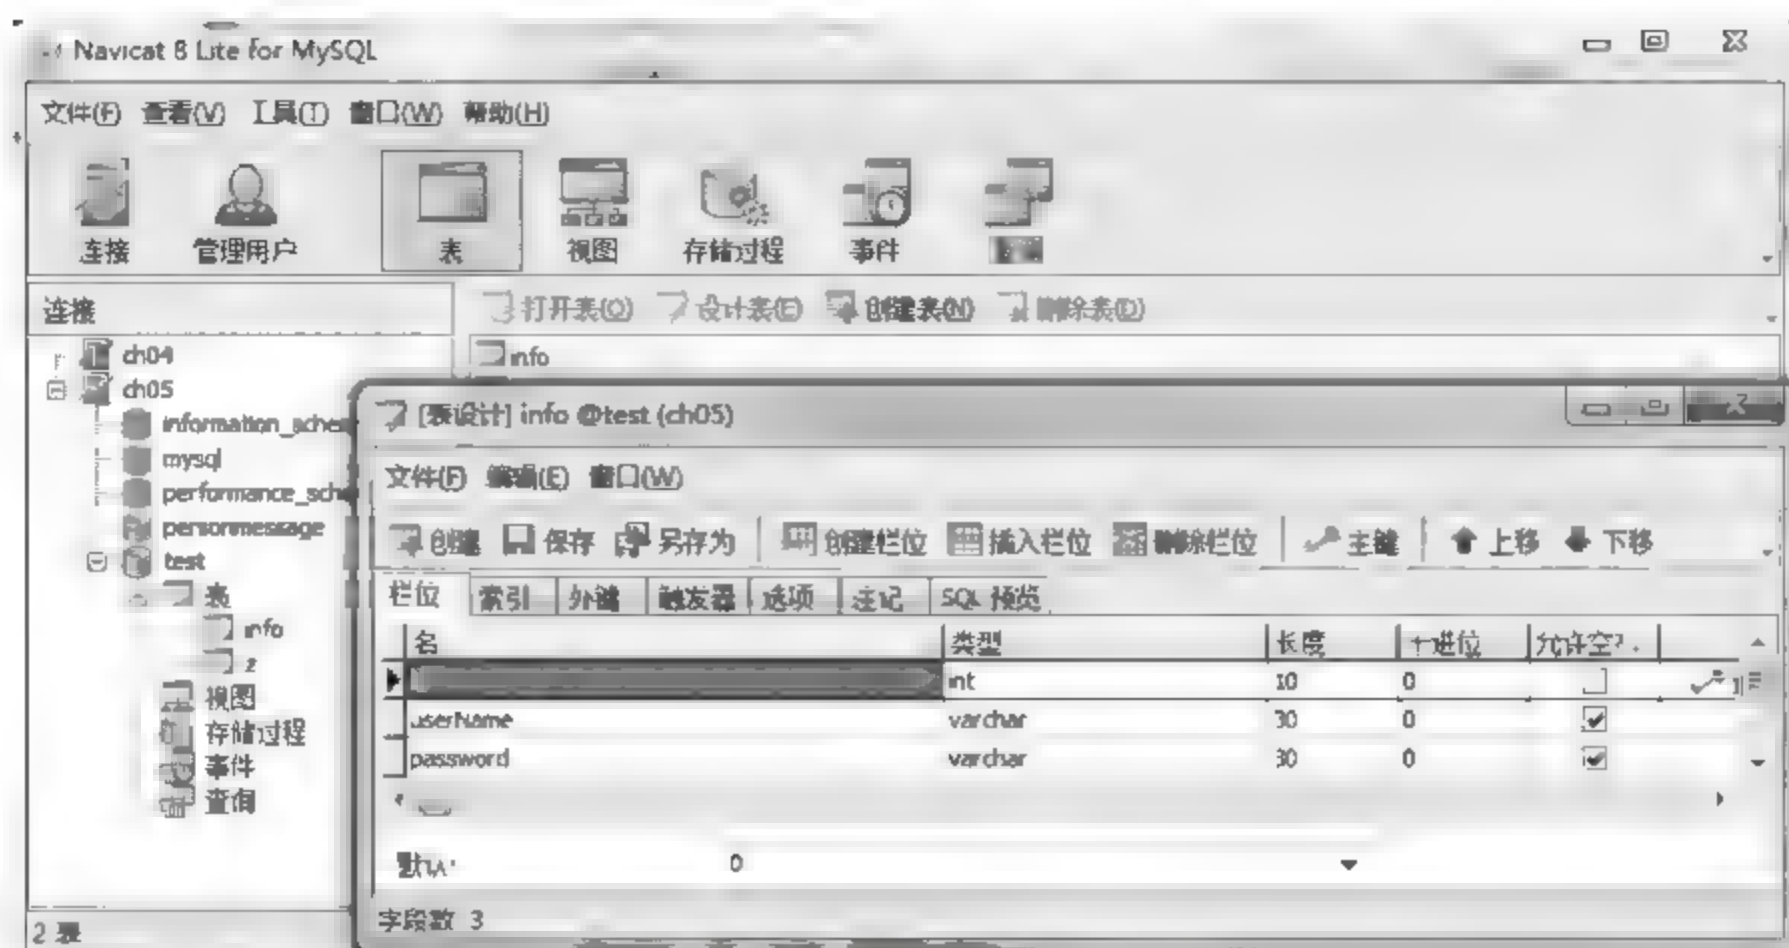 Navicat 8 Lite for MySQL
文件(F) 查看(V) 工具(T) 窗口(W) 帮助(H)
连接 管理用户 表 视图 存储过程 事件
连接
打开表(O) 设计表(E) 创建表(N) 删除表(D)
ch04
info
ch05
information_schem
mysql
performance_sche
personmessage
test
表
info
z
视图
存储过程
事件
查询
2 表
[表设计] info @test (ch05)
文件(F) 编辑(E) 窗口(W)
创建 保存 另存为 创建栏位 插入栏位 删除栏位 主键 上移 下移
栏位 索引 外键 触发器 选项 注记 SQL 预览
名 类型 长度 十进位 允许空?
int 10 0
userName varchar 30 0
password varchar 30 0
默认: 0
字段数 3